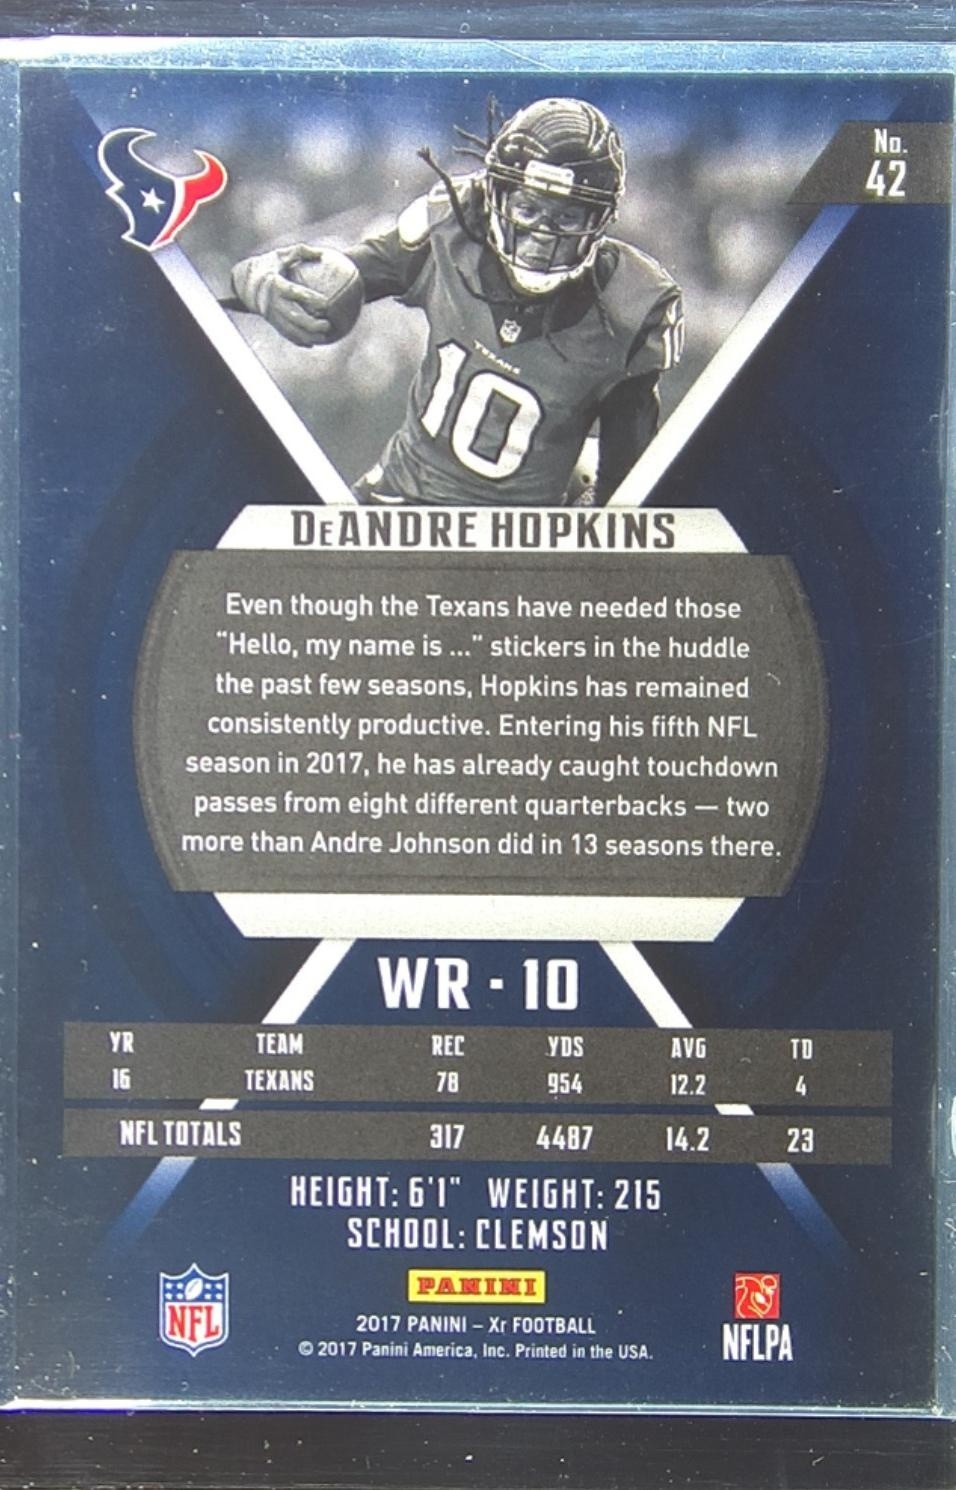 No.
42
TEXANS
10
10
DeANDRE HOPKINS
Even though the Texans have needed those
"Hello, my name is ..." stickers in the huddle
the past few seasons, Hopkins has remained
consistently productive. Entering his fifth NFL
season in 2017, he has already caught touchdown
passes from eight different quarterbacks — two
more than Andre Johnson did in 13 seasons there.
WR - 10
YR TEAM REC YDS AVG TD
16 TEXANS 78 954 12.2 4
NFL TOTALS 317 4487 14.2 23
HEIGHT: 6'1" WEIGHT: 215
SCHOOL: CLEMSON
NFL
PANINI
2017 PANINI – Xr FOOTBALL
© 2017 Panini America, Inc. Printed in the USA.
NFLPA